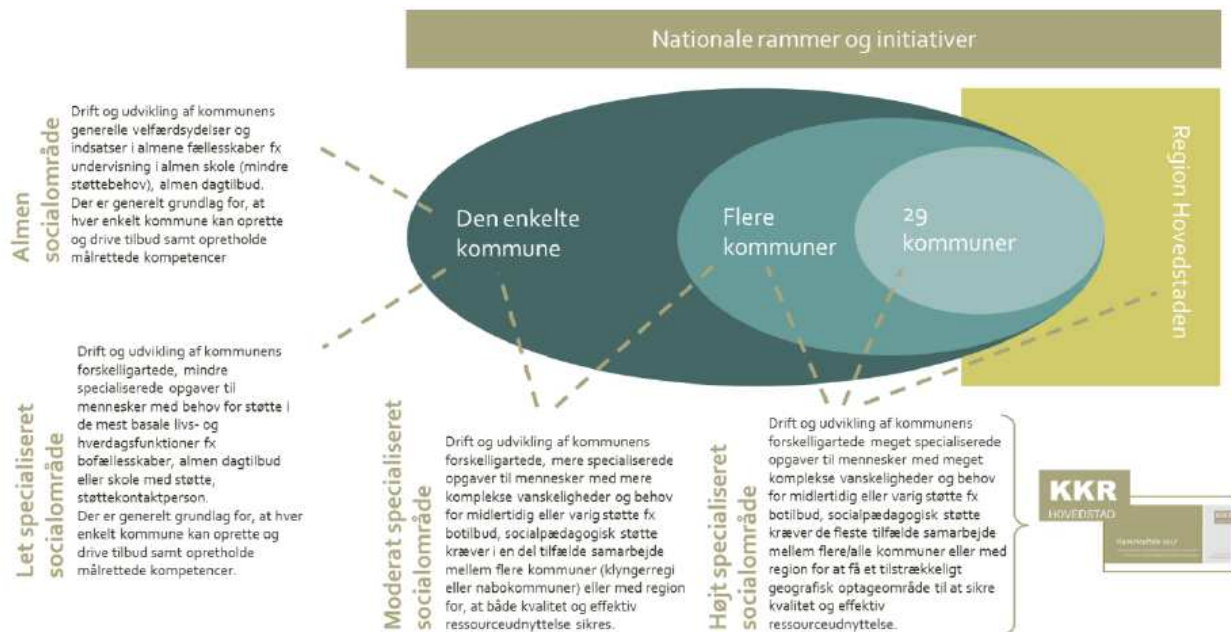 Nationale rammer og initiativer
Almen
socialområde
Drift og udvikling af kommunens
generelle velfærdsydelser og
indsatser i almene fællesskaber fx
undervisning i almen skole (mindre
støttebehov), almen dagtilbud.
Der er generelt grundlag for, at
hver enkelt kommune kan oprette
og drive tilbud samt opretholde
målrettede kompetencer
Den enkelte
kommune
Flere
kommuner
29
kommuner
Region Hovedstaden
Let specialiseret
socialområde
Drift og udvikling af kommunens
forskelligartede, mindre
specialiserede opgaver til
mennesker med behov for støtte i
de mest basale livs- og
hverdagsfunktioner fx
bofællesskaber, almen dagtilbud
eller skole med støtte,
støttekontaktperson.
Der er generelt grundlag for, at hver
enkelt kommune kan oprette og
drive tilbud samt opretholde
målrettede kompetencer.
Moderat specialiseret
socialområde
Drift og udvikling af kommunens
forskelligartede, mere specialiserede
opgaver til mennesker med mere
komplekse vanskeligheder og behov
for midlertidig eller varig støtte fx
botilbud, socialpædagogisk støtte
kræver i en del tilfælde samarbejde
mellem flere kommuner (klyngerregi
eller nabokommuner) eller med region
for, at både kvalitet og effektiv
ressourceudnyttelse sikres.
Højt specialiseret
socialområde
Drift og udvikling af kommunens
forskelligartede meget specialiserede
opgaver til mennesker med meget
komplekse vanskeligheder og behov
for midlertidig eller varig støtte fx
botilbud, socialpædagogisk støtte
kræver de fleste tilfælde samarbejde
mellem flere/alle kommuner eller med
region for at få et tilstrækkeligt
geografisk optageområde til at sikre
kvalitet og effektiv
ressourceudnyttelse.
KKR
HOVEDSTAD